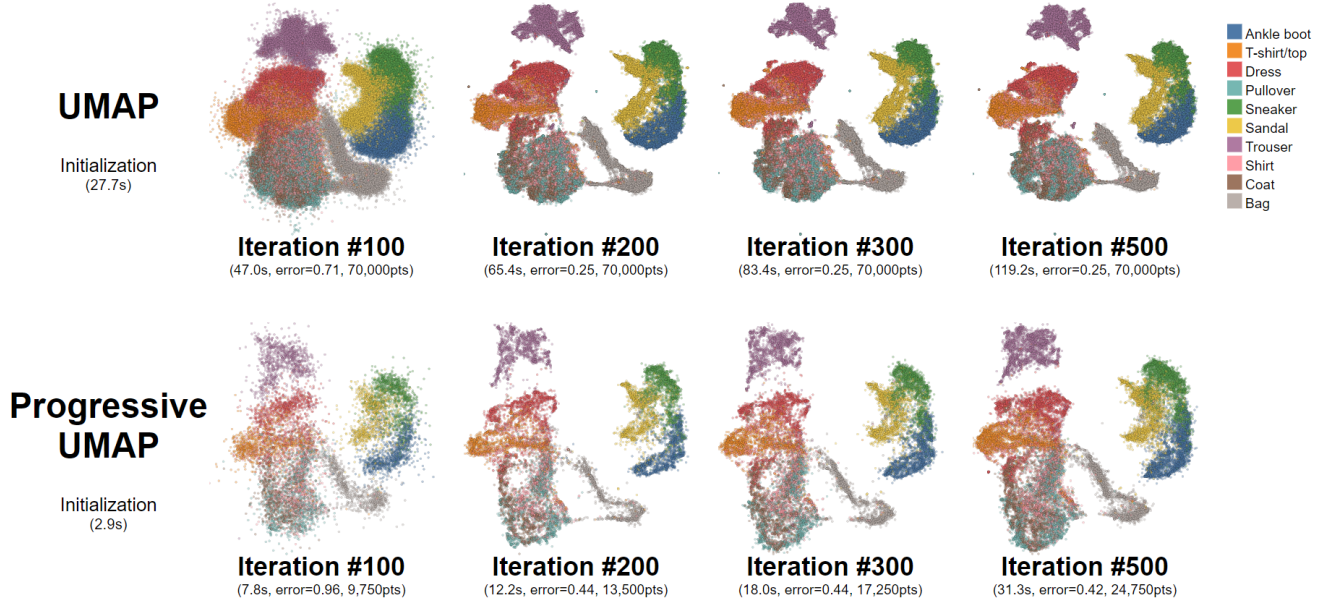 UMAP
Initialization
(27.7s)
Iteration #100
(47.0s, error=0.71, 70,000pts)
Iteration #200
(65.4s, error=0.25, 70,000pts)
Iteration #300
(83.4s, error=0.25, 70,000pts)
Iteration #500
(119.2s, error=0.25, 70,000pts)
Ankle boot
T-shirt/top
Dress
Pullover
Sneaker
Sandal
Trouser
Shirt
Coat
Bag
Progressive
UMAP
Initialization
(2.9s)
Iteration #100
(7.8s, error=0.96, 9,750pts)
Iteration #200
(12.2s, error=0.44, 13,500pts)
Iteration #300
(18.0s, error=0.44, 17,250pts)
Iteration #500
(31.3s, error=0.42, 24,750pts)